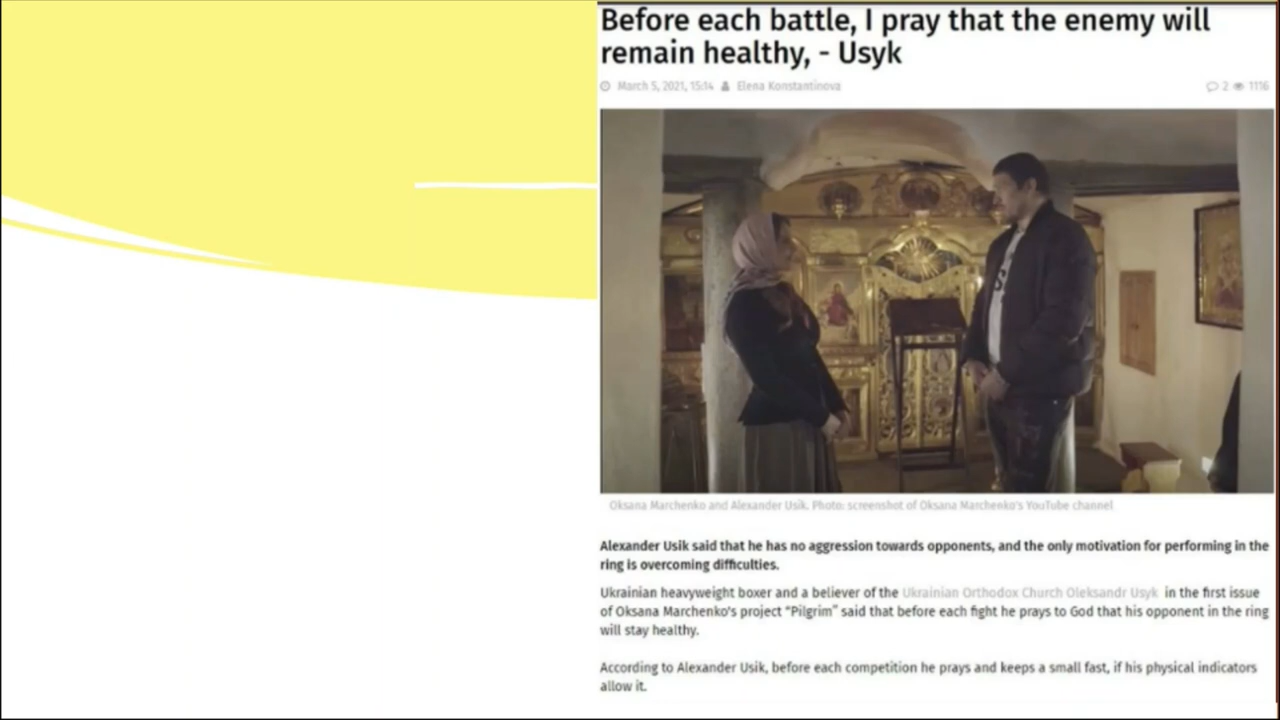 Before each battle, I pray that the enemy will
remain healthy, - Usyk
March 5, 2021, 15:14 Elena Konstantinova 2 1116
Oksana Marchenko and Alexander Usik. Photo: screenshot of Oksana Marchenko's YouTube channel
Alexander Usik said that he has no aggression towards opponents, and the only motivation for performing in the
ring is overcoming difficulties.
Ukrainian heavyweight boxer and a believer of the Ukrainian Orthodox Church Oleksandr Usyk in the first issue
of Oksana Marchenko's project “Pilgrim” said that before each fight he prays to God that his opponent in the ring
will stay healthy.
According to Alexander Usik, before each competition he prays and keeps a small fast, if his physical indicators
allow it.